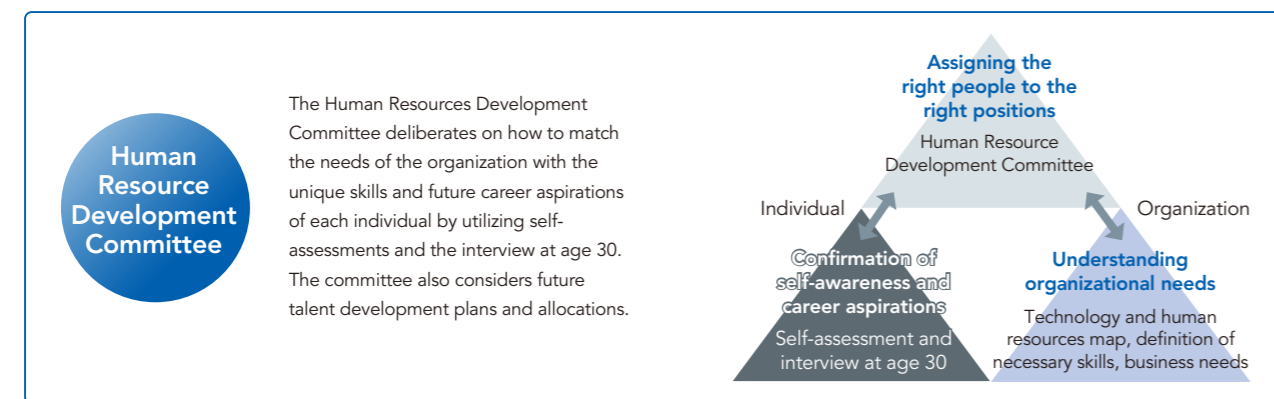 Human
Resource
Development
Committee
The Human Resources Development
Committee deliberates on how to match
the needs of the organization with the
unique skills and future career aspirations
of each individual by utilizing self-
assessments and the interview at age 30.
The committee also considers future
talent development plans and allocations.
Assigning the
right people to the
right positions
Human Resource
Development Committee
Individual
Organization
Confirmation of
self-awareness and
career aspirations
Self-assessment and
interview at age 30
Understanding
organizational needs
Technology and human
resources map, definition of
necessary skills, business needs